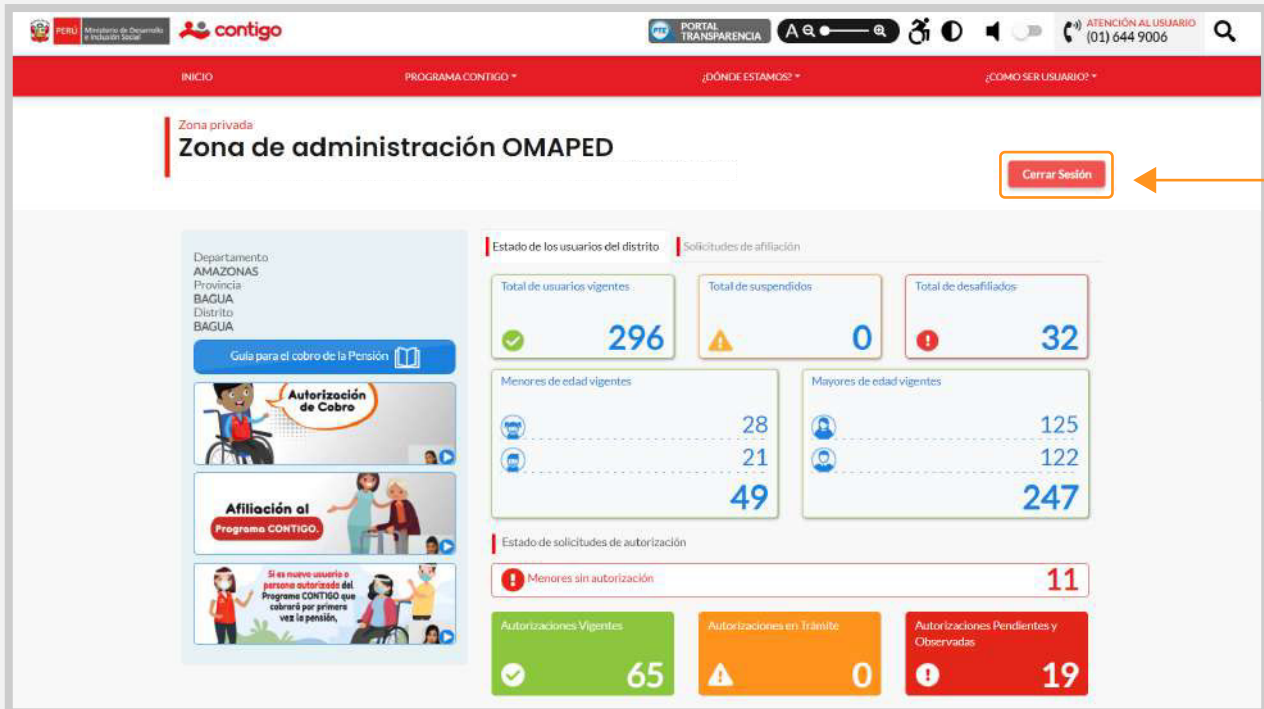 PERÚ
Ministerio de Desarrollo
e Inclusión Social
contigo
PTE
PORTAL
TRANSPARENCIA
A
ATENCIÓN AL USUARIO
(01) 644 9006
INICIO
PROGRAMA CONTIGO
¿DÓNDE ESTAMOS?
¿COMO SER USUARIO?
Zona privada
Zona de administración OMAPED
Cerrar Sesión
Departamento
AMAZONAS
Provincia
BAGUA
Distrito
BAGUA
Guía para el cobro de la Pensión
Autorización
de Cobro
Afiliación al
Programa CONTIGO.
Si es nuevo usuario o
persona autorizada del
Programa CONTIGO que
cobrará por primera
vez la pensión,
Estado de los usuarios del distrito
Solicitudes de afiliación
Total de usuarios vigentes
296
Total de suspendidos
0
Total de desafiliados
32
Menores de edad vigentes
28
21
49
Mayores de edad vigentes
125
122
247
Estado de solicitudes de autorización
Menores sin autorización
11
Autorizaciones Vigentes
65
Autorizaciones en Trámite
0
Autorizaciones Pendientes y
Observadas
19